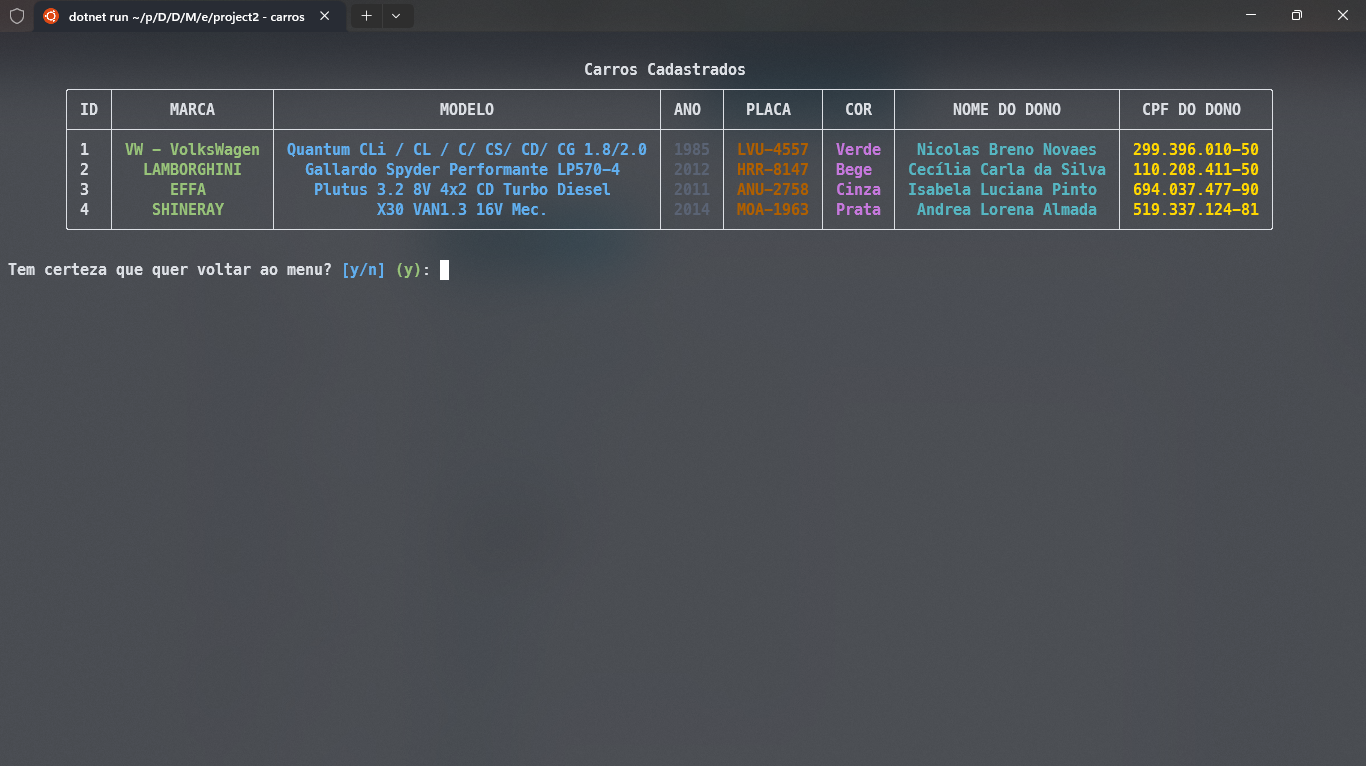 dotnet run ~/p/D/D/M/e/project2 - carros
Carros Cadastrados
ID MARCA MODELO ANO PLACA COR NOME DO DONO CPF DO DONO
1 VW - VolksWagen Quantum CLi / CL / C/ CS/ CD/ CG 1.8/2.0 1985 LVU-4557 Verde Nicolas Breno Novaes 299.396.010-50
2 LAMBORGHINI Gallardo Spyder Performante LP570-4 2012 HRR-8147 Bege Cecília Carla da Silva 110.208.411-50
3 EFFA Plutus 3.2 8V 4x2 CD Turbo Diesel 2011 ANU-2758 Cinza Isabela Luciana Pinto 694.037.477-90
4 SHINERAY X30 VAN1.3 16V Mec. 2014 MOA-1963 Prata Andrea Lorena Almada 519.337.124-81
Tem certeza que quer voltar ao menu? [y/n] (y):